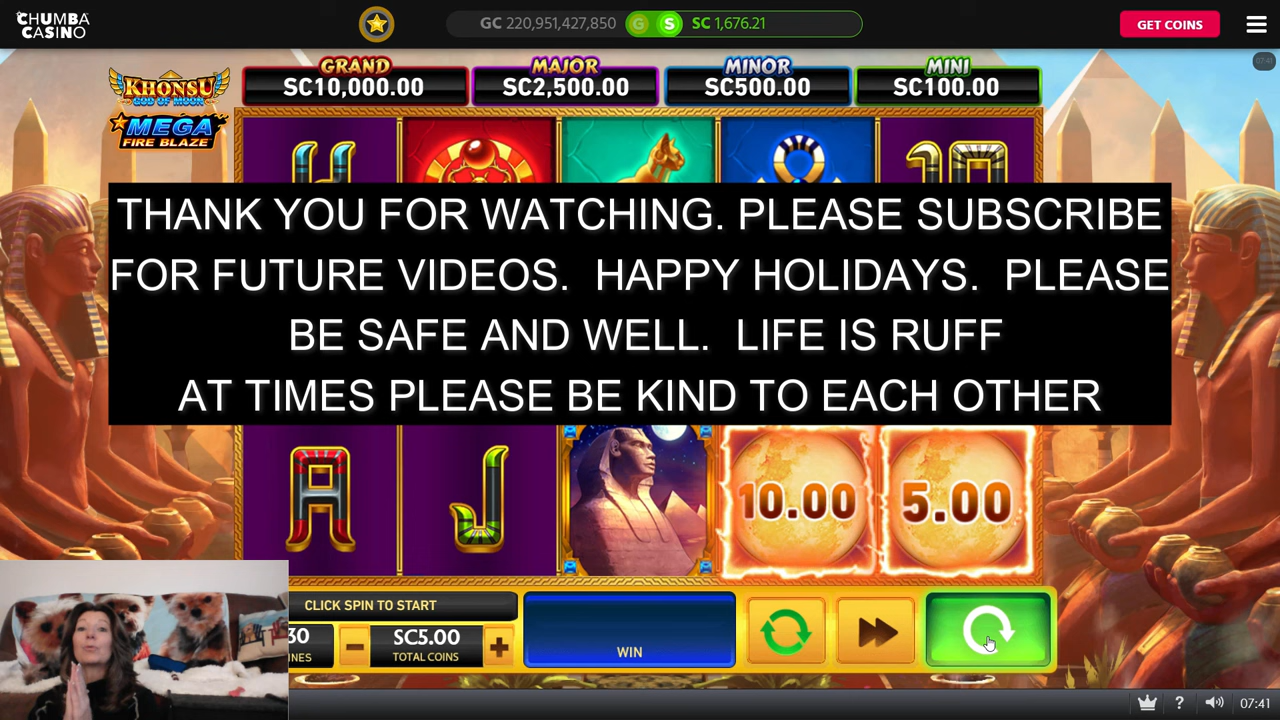 CHUMBA
CASINO
GC 220,951,427,850
G
S
SC 1,676.21
GET COINS
07:41
KHONSU
GOD OF MOON
MEGA
FIRE BLAZE
GRAND
SC10,000.00
MAJOR
SC2,500.00
MINOR
SC500.00
MINI
SC100.00
10
THANK YOU FOR WATCHING. PLEASE SUBSCRIBE
FOR FUTURE VIDEOS. HAPPY HOLIDAYS. PLEASE
BE SAFE AND WELL. LIFE IS RUFF
AT TIMES PLEASE BE KIND TO EACH OTHER
A
J
10.00
5.00
CLICK SPIN TO START
30
SC5.00
TOTAL COINS
WIN
?
07:41